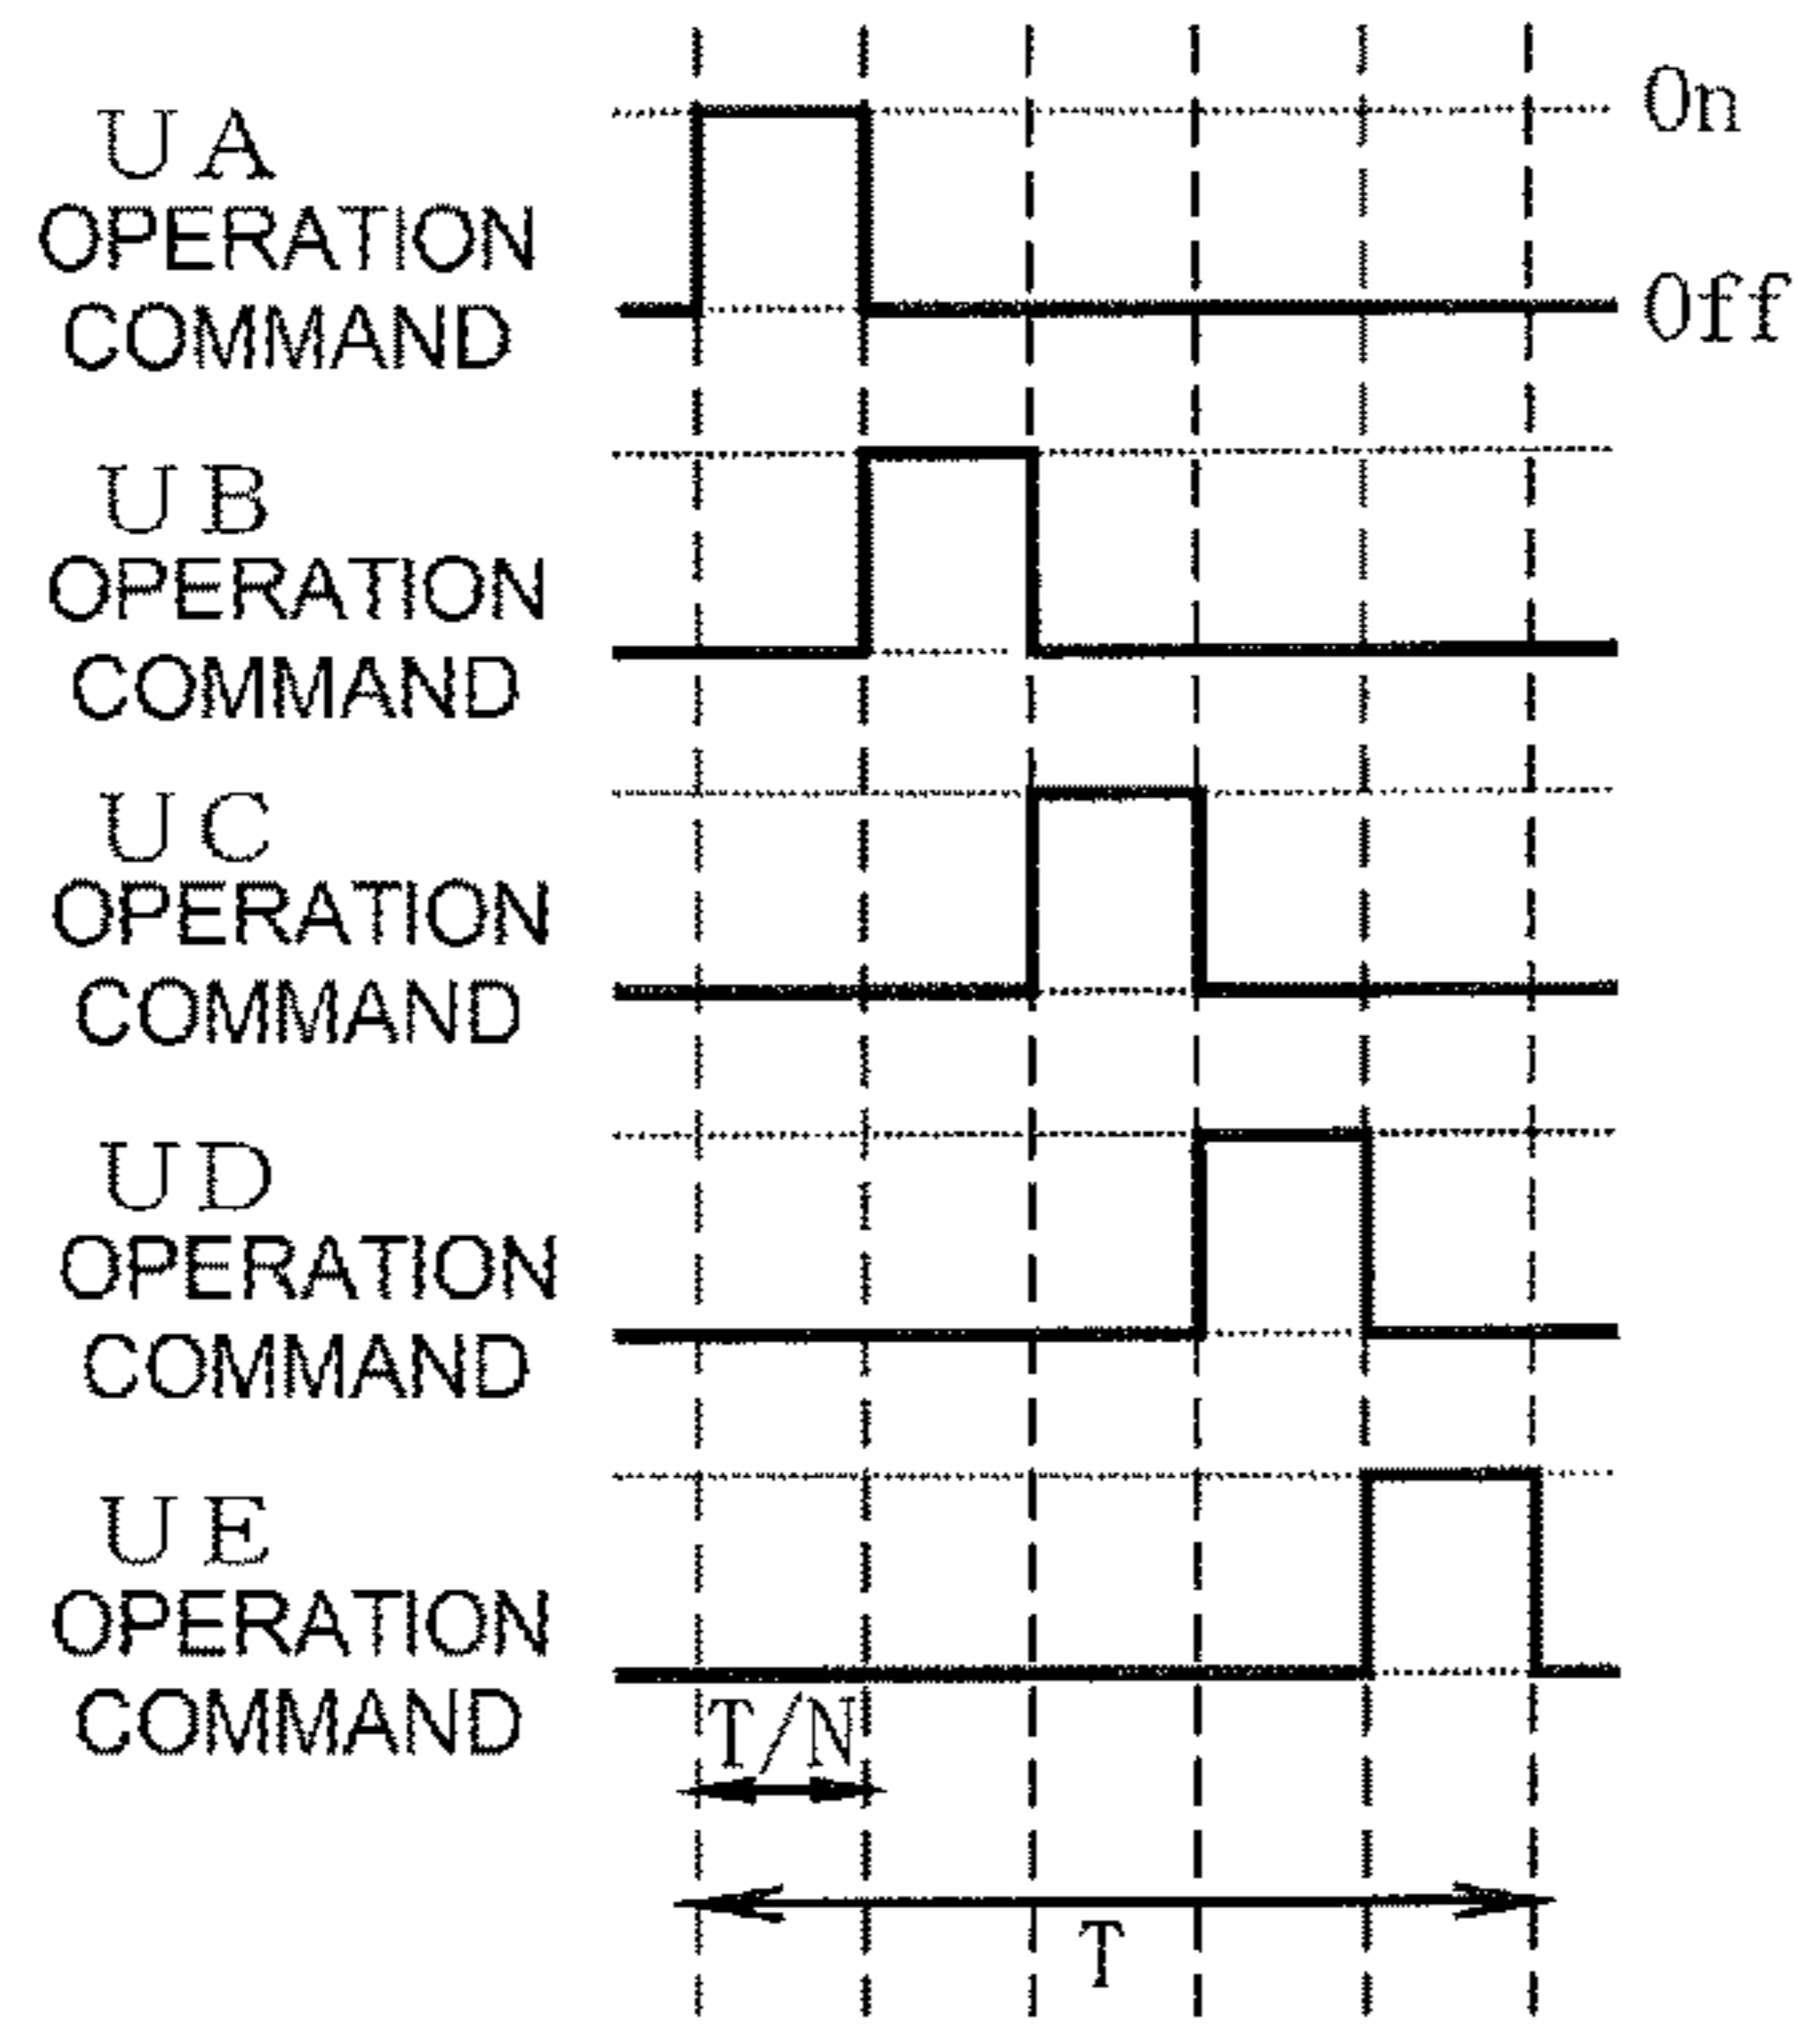 UA
OPERATION
COMMAND
On
Off
UB
OPERATION
COMMAND
UC
OPERATION
COMMAND
UD
OPERATION
COMMAND
UE
OPERATION
COMMAND
T/N
T